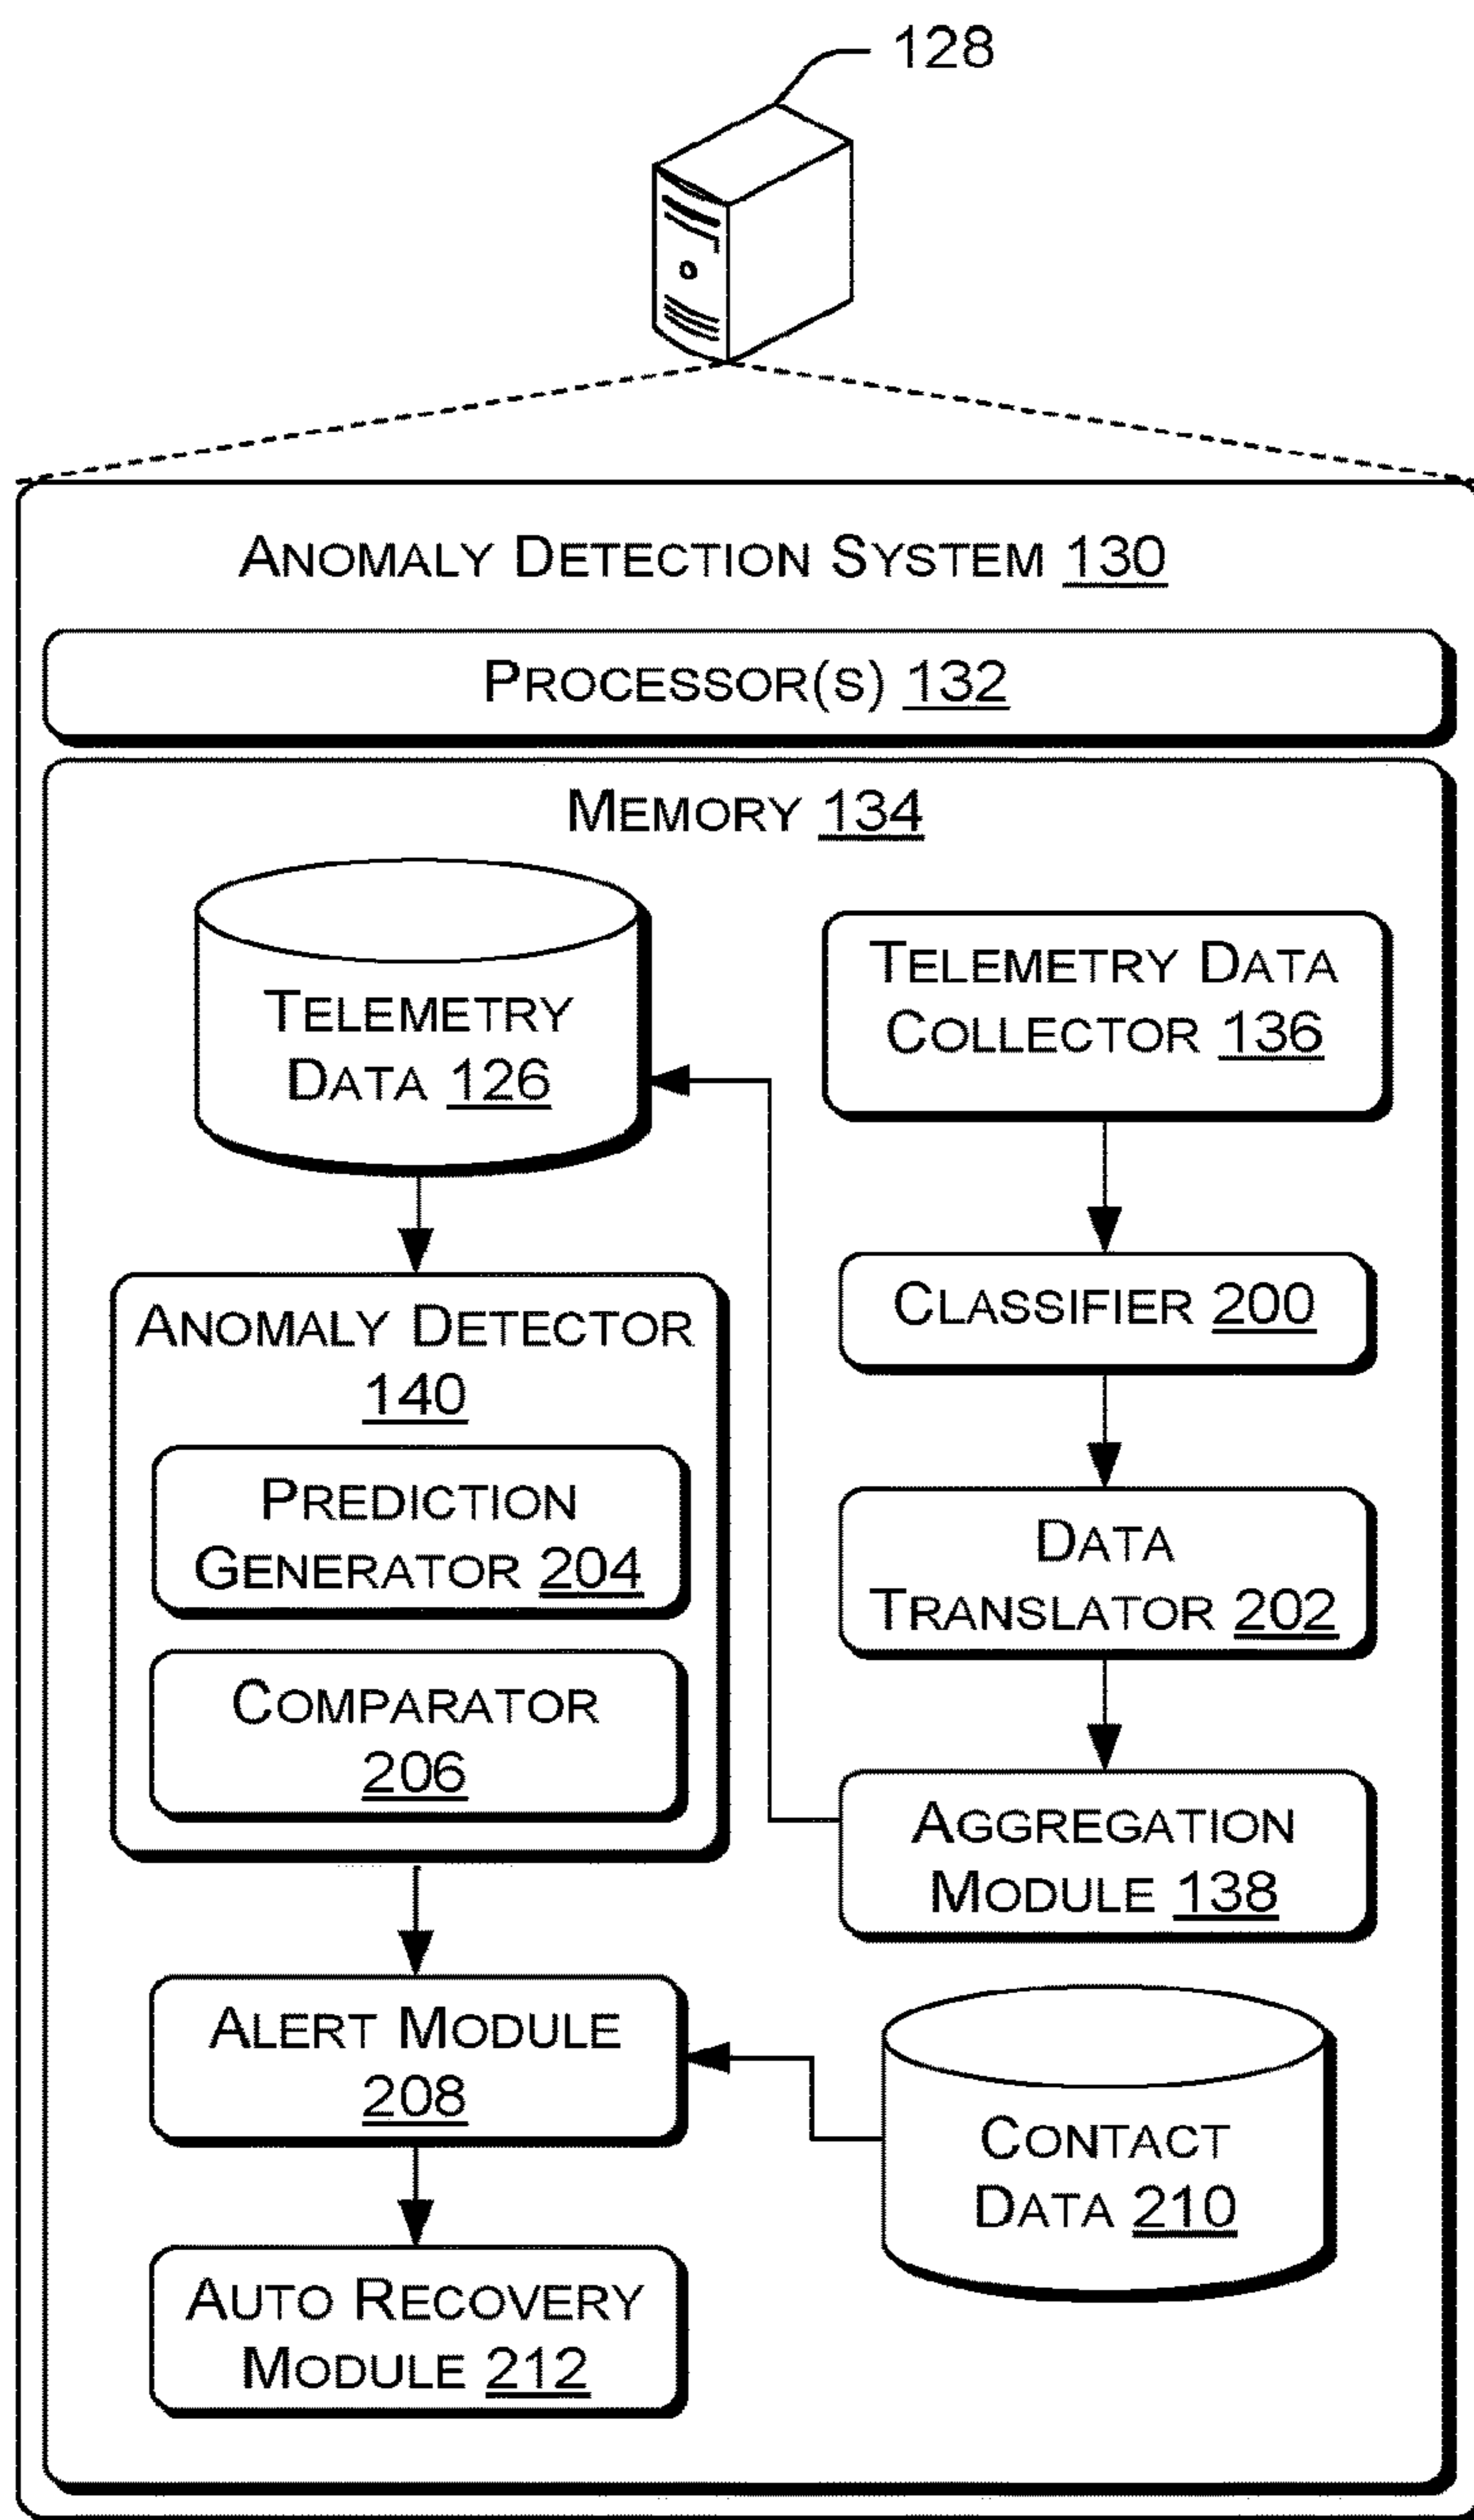 128
ANOMALY DETECTION SYSTEM 130
PROCESSOR(S) 132
MEMORY 134
TELEMETRY
DATA 126
TELEMETRY DATA
COLLECTOR 136
CLASSIFIER 200
ANOMALY DETECTOR
140
PREDICTION
GENERATOR 204
COMPARATOR
206
DATA
TRANSLATOR 202
AGGREGATION
MODULE 138
ALERT MODULE
208
CONTACT
DATA 210
AUTO RECOVERY
MODULE 212